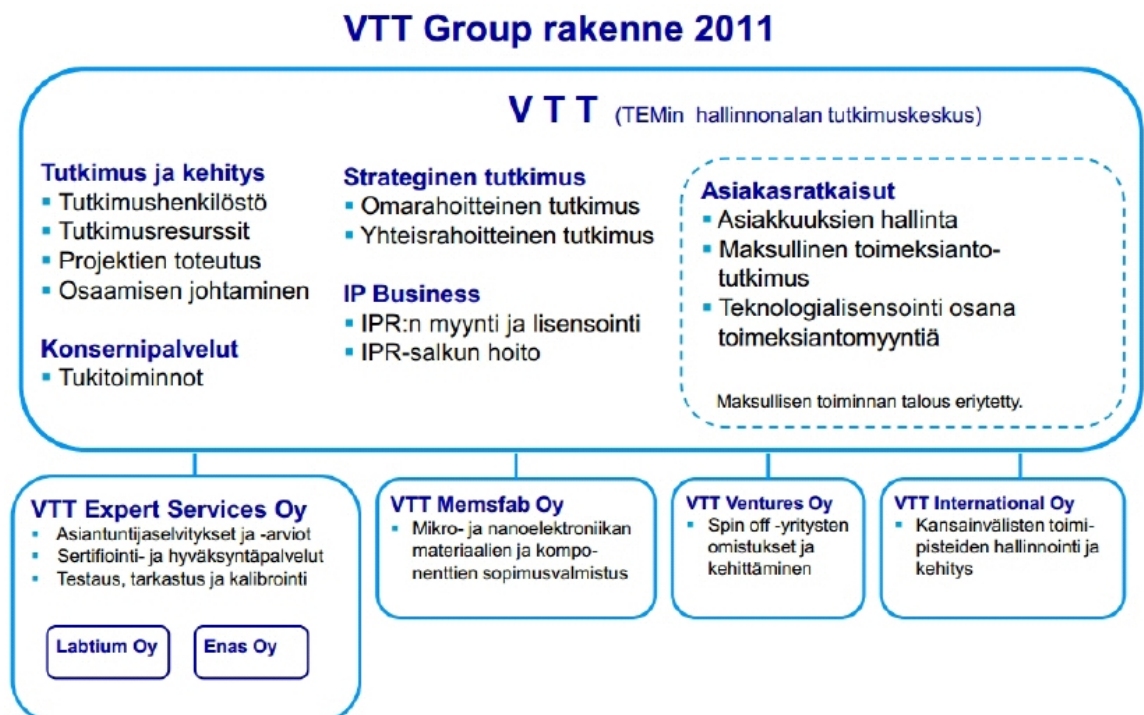 VTT Group rakenne 2011
V T T (TEMin hallinnonalan tutkimuskeskus)
Tutkimus ja kehitys
▪ Tutkimushenkilöstö
▪ Tutkimusresurssit
▪ Projektien toteutus
▪ Osaamisen johtaminen
Konsernipalvelut
▪ Tukitoiminnot
Strateginen tutkimus
▪ Omarahoitteinen tutkimus
▪ Yhteisrahoitteinen tutkimus
IP Business
▪ IPR:n myynti ja lisensointi
▪ IPR-salkun hoito
Asiakasratkaisut
▪ Asiakkuuksien hallinta
▪ Maksullinen toimeksianto-
tutkimus
▪ Teknologialisensointi osana
toimeksiantomyyntiä
Maksullisen toiminnan talous eriytetty.
VTT Expert Services Oy
▪ Asiantuntijaselvitykset ja -arviot
▪ Sertifiointi- ja hyväksyntäpalvelut
▪ Testaus, tarkastus ja kalibrointi
Labtium Oy
Enas Oy
VTT Memsfab Oy
▪ Mikro- ja nanoelektroniikan
materiaalien ja kompo-
nenttien sopimusvalmistus
VTT Ventures Oy
▪ Spin off -yritysten
omistukset ja
kehittäminen
VTT International Oy
▪ Kansainvälisten toimi-
pisteiden hallinnointi ja
kehitys